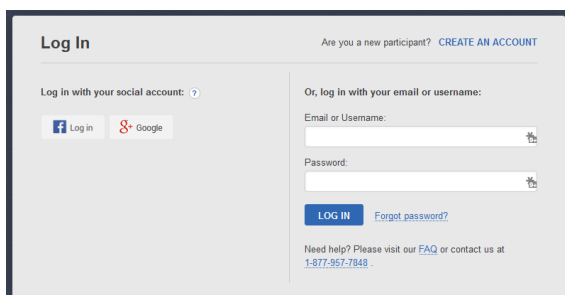 Log In
Are you a new participant? CREATE AN ACCOUNT
Log in with your social account: ?
f Log in
g+ Google
Or, log in with your email or username:
Email or Username:
Password:
LOG IN Forgot password?
Need help? Please visit our FAQ or contact us at
1-877-957-7848 .